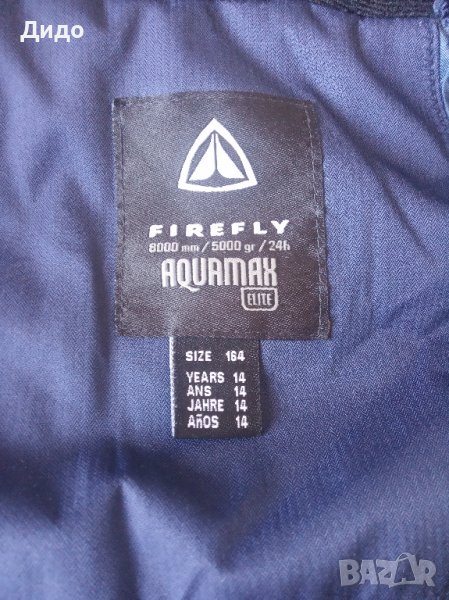 Дидо
FIREFLY
8000 mm / 5000 gr / 24h
AQUAMAX
ELITE
SIZE 164
YEARS 14
ANS 14
JAHRE 14
AÑOS 14
BAZAR